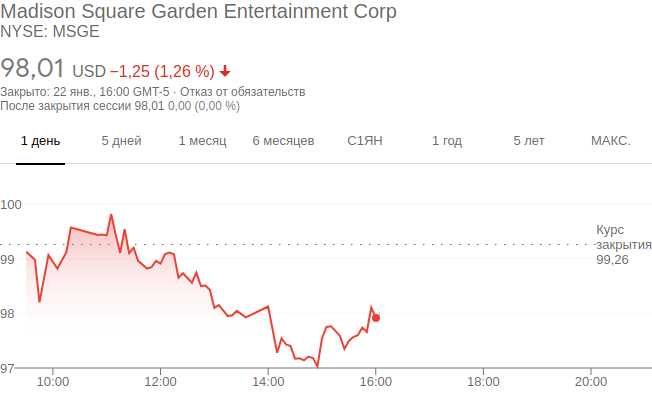 Madison Square Garden Entertainment Corp
NYSE: MSGE
98,01 USD −1,25 (1,26 %)
Закрыто: 22 янв., 16:00 GMT-5 · Отказ от обязательств
После закрытия сессии 98,01 0,00 (0,00 %)
1 день 5 дней 1 месяц 6 месяцев С1ЯН 1 год 5 лет МАКС.
100
Курс
закрытия
99
99,26
98
97
10:00 12:00 14:00 16:00 18:00 20:00